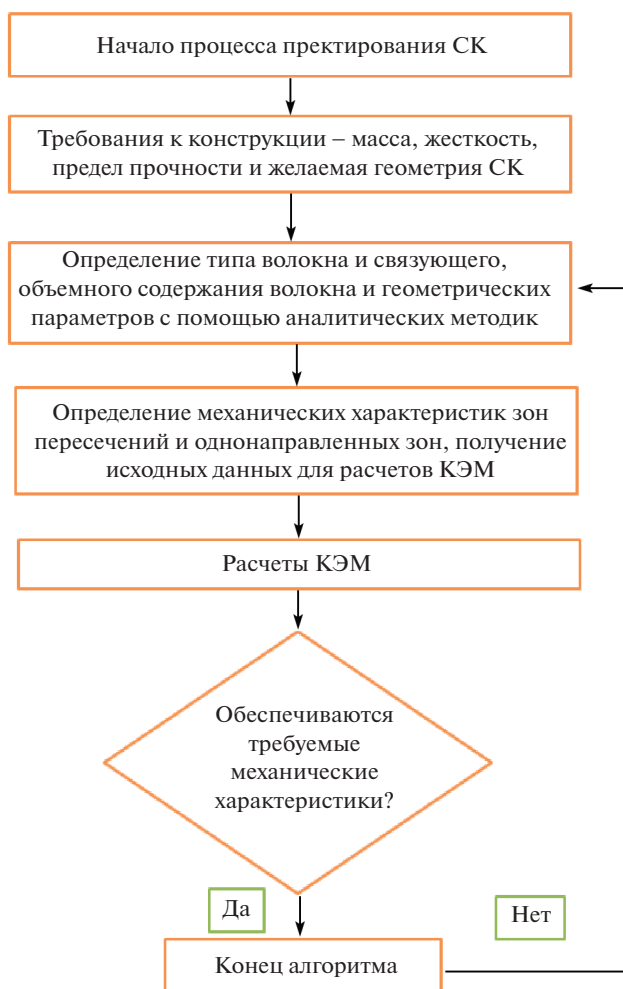 Начало процесса пректирования СК
Требования к конструкции – масса, жесткость,
предел прочности и желаемая геометрия СК
Определение типа волокна и связующего,
объемного содержания волокна и геометрических
параметров с помощью аналитических методик
Определение механических характеристик зон
пересечений и однонаправленных зон, получение
исходных данных для расчетов КЭМ
Расчеты КЭМ
Обеспечиваются
требуемые
механические
характеристики?
Да
Нет
Конец алгоритма